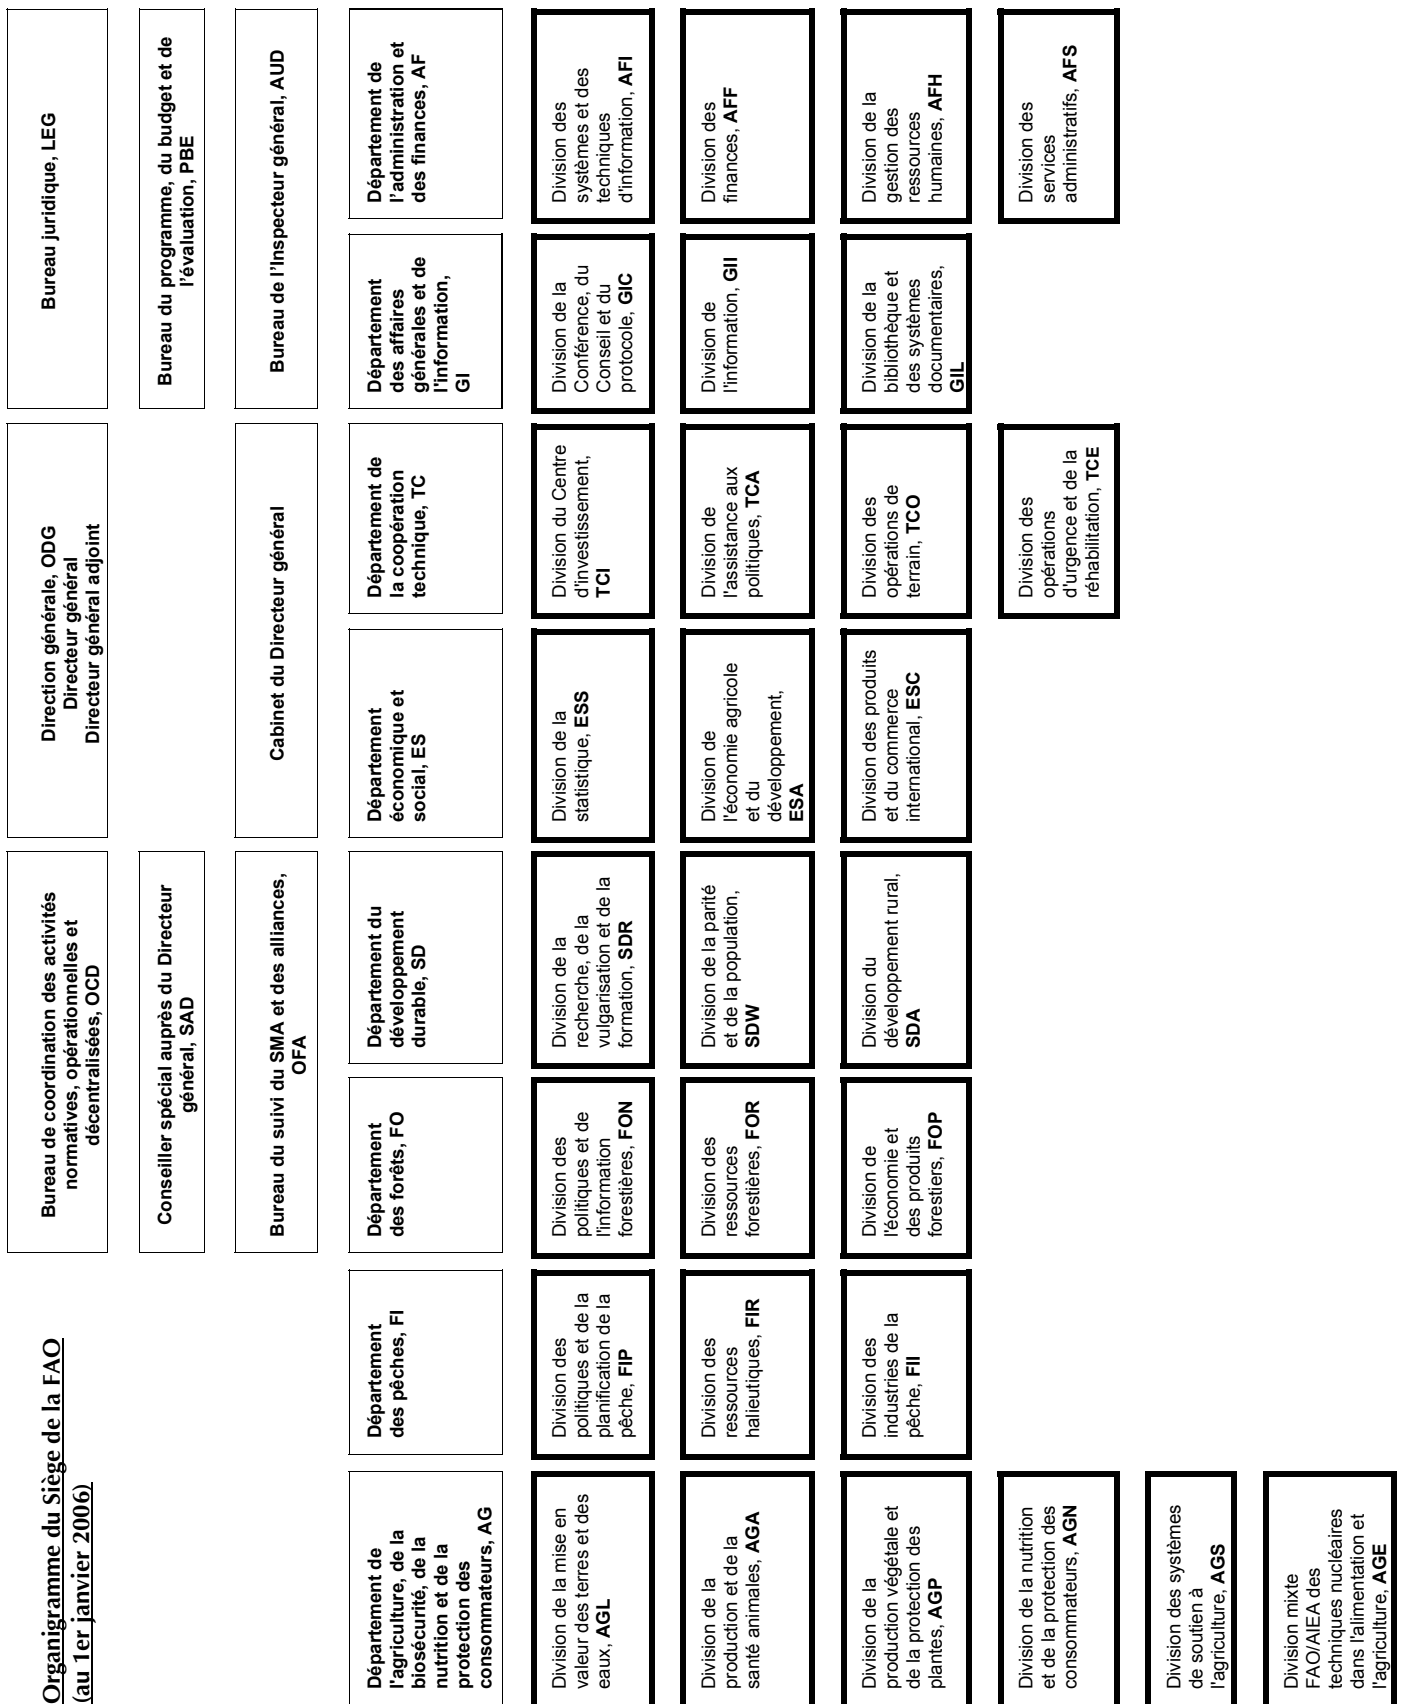 Organigramme du Siège de la FAO
(au 1er janvier 2006)
Bureau de coordination des activités
normatives, opérationnelles et
décentralisées, OCD
Direction générale, ODG
Directeur général
Directeur général adjoint
Bureau juridique, LEG
Conseiller spécial auprès du Directeur
général, SAD
Bureau du programme, du budget et de
l'évaluation, PBE
Bureau du suivi du SMA et des alliances,
OFA
Cabinet du Directeur général
Bureau de l'Inspecteur général, AUD
Département de
l'agriculture, de la
biosécurité, de la
nutrition et de la
protection des
consommateurs, AG
Département
des pêches, FI
Département
des forêts, FO
Département du
développement
durable, SD
Département
économique et
social, ES
Département de
la coopération
technique, TC
Département
des affaires
générales et de
l'information,
GI
Département de
l'administration et
des finances, AF
Division de la mise en
valeur des terres et des
eaux, AGL
Division des
politiques et de la
planification de la
pêche, FIP
Division des
politiques et de
l'information
forestières, FON
Division de la
recherche, de la
vulgarisation et de la
formation, SDR
Division de la
statistique, ESS
Division du Centre
d'investissement,
TCI
Division de la
Conférence, du
Conseil et du
protocole, GIC
Division des
systèmes et des
techniques
d'information, AFI
Division de la
production et de la
santé animales, AGA
Division des
ressources
halieutiques, FIR
Division des
ressources
forestières, FOR
Division de la parité
et de la population,
SDW
Division de
l'économie agricole
et du
développement,
ESA
Division de
l'assistance aux
politiques, TCA
Division de
l'information, GII
Division des
finances, AFF
Division de la
production végétale et
de la protection des
plantes, AGP
Division des
industries de la
pêche, FII
Division de
l'économie et
des produits
forestiers, FOP
Division du
développement rural,
SDA
Division des produits
et du commerce
international, ESC
Division des
opérations de
terrain, TCO
Division de la
bibliothèque et
des systèmes
documentaires,
GIL
Division de la
gestion des
ressources
humaines, AFH
Division de la nutrition
et de la protection des
consommateurs, AGN
Division des
opérations
d'urgence et de la
réhabilitation, TCE
Division des
services
administratifs, AFS
Division des systèmes
de soutien à
l'agriculture, AGS
Division mixte
FAO/AIEA des
techniques nucléaires
dans l'alimentation et
l'agriculture, AGE